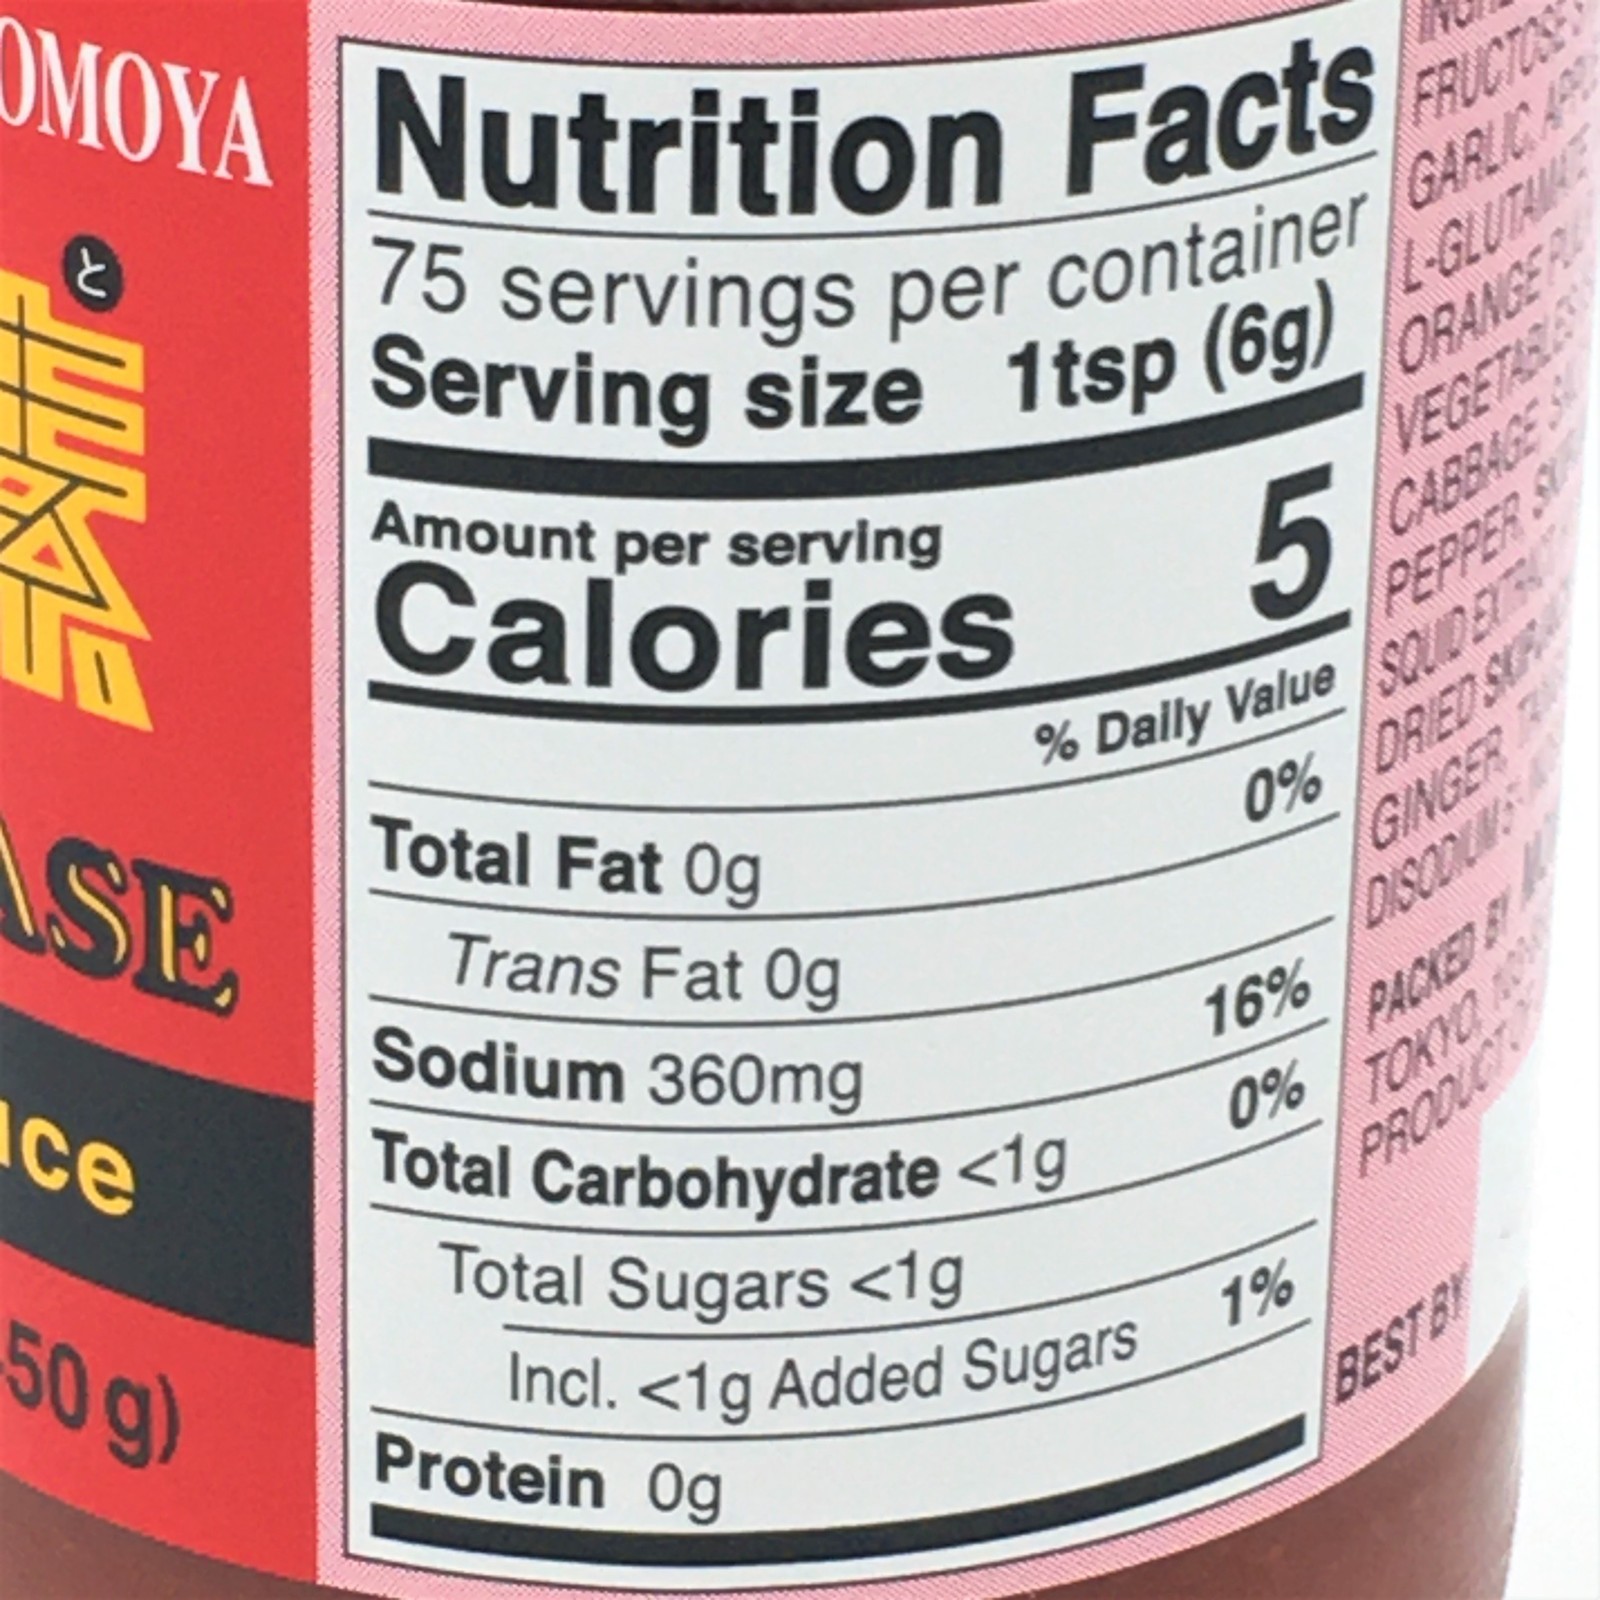 OMOYA
と
ASE
uce
50 g)
Nutrition Facts
75 servings per container
Serving size 1tsp (6g)
Amount per serving
Calories 5
% Daily Value
Total Fat 0g 0%
Trans Fat 0g
Sodium 360mg 16%
Total Carbohydrate <1g 0%
Total Sugars <1g
Incl. <1g Added Sugars 1%
Protein 0g
FRUCTOSE
GARLIC,
L-GLUTAMATE
ORANGE
VEGETABLES
CABBAGE
PEPPER,
SQUID
DRIED
GINGER,
DISODIUM
PACKED BY
TOKYO,
PRODUCT
BEST BY